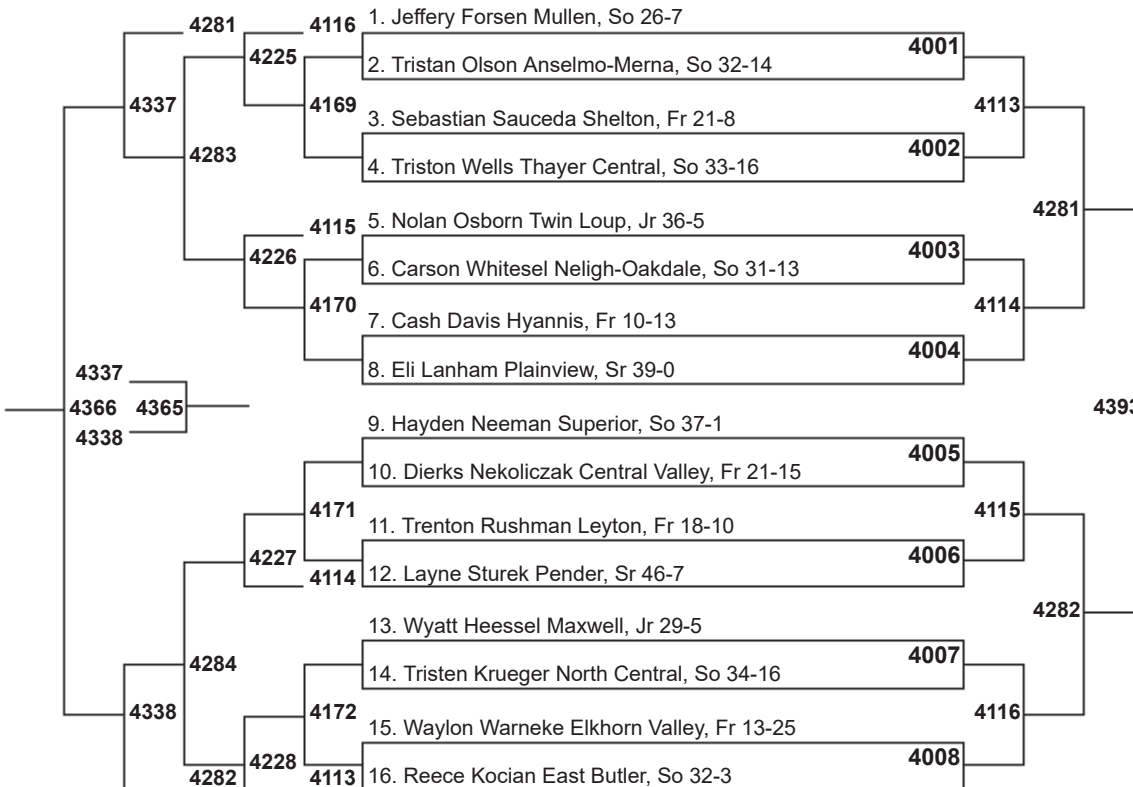 4281 4116 1. Jeffery Forsen Mullen, So 26-7
4225 4001
2. Tristan Olson Anselmo-Merna, So 32-14
4337 4169 4113
3. Sebastian Sauceda Shelton, Fr 21-8
4283 4002
4. Triston Wells Thayer Central, So 33-16
4281
4115 5. Nolan Osborn Twin Loup, Jr 36-5
4226 4003
6. Carson Whitesel Neligh-Oakdale, So 31-13
4170 4114
7. Cash Davis Hyannis, Fr 10-13
4004
4337 8. Eli Lanham Plainview, Sr 39-0
4366 4365 4393
4338 9. Hayden Neeman Superior, So 37-1
4005
10. Dierks Nekoliczak Central Valley, Fr 21-15
4171 4115
11. Trenton Rushman Leyton, Fr 18-10
4227 4006
4114 12. Layne Sturek Pender, Sr 46-7
4282
13. Wyatt Heessel Maxwell, Jr 29-5
4284 4007
14. Tristen Krueger North Central, So 34-16
4338 4172 4116
15. Waylon Warneke Elkhorn Valley, Fr 13-25
4228 4008
4282 4113 16. Reece Kocian East Butler, So 32-3